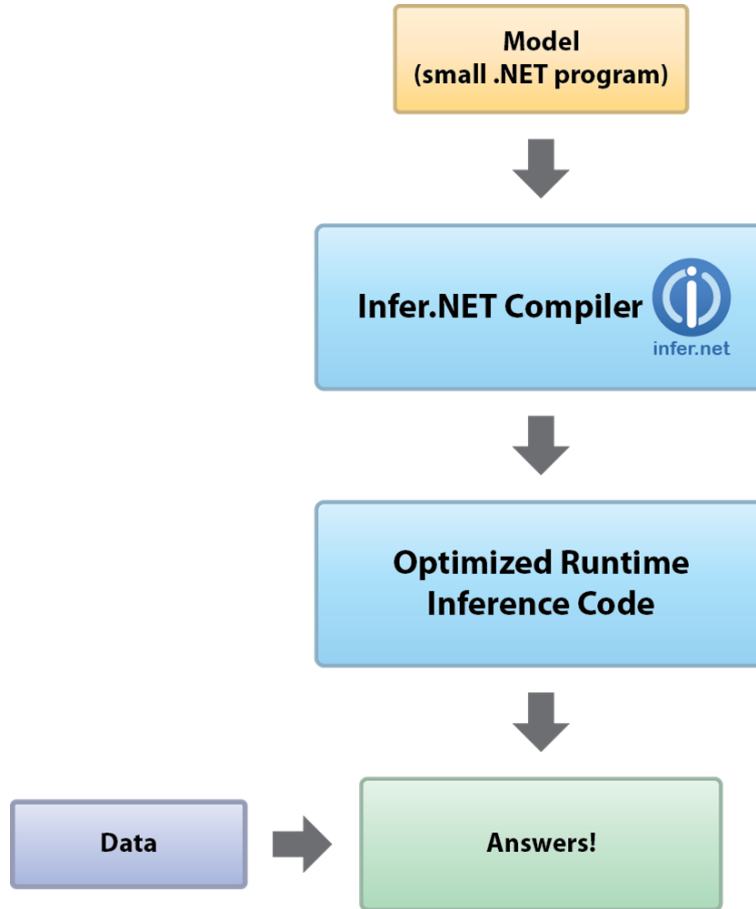 Model
(small .NET program)
Infer.NET Compiler
infer.net
Optimized Runtime
Inference Code
Data
Answers!